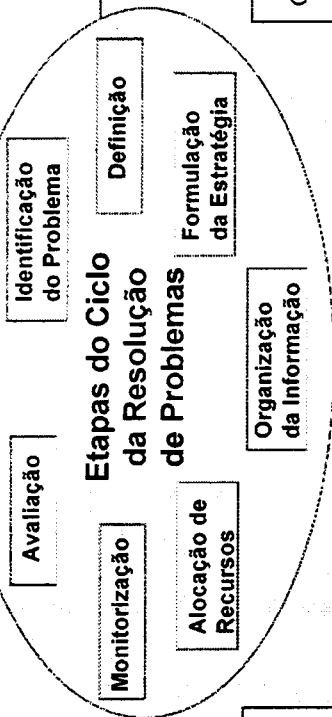 Etapas do Ciclo
da Resolução
de Problemas
Identificação
do Problema
Definição
Formulação
da Estratégia
Organização
da Informação
Alocação de
Recursos
Monitorização
Avaliação